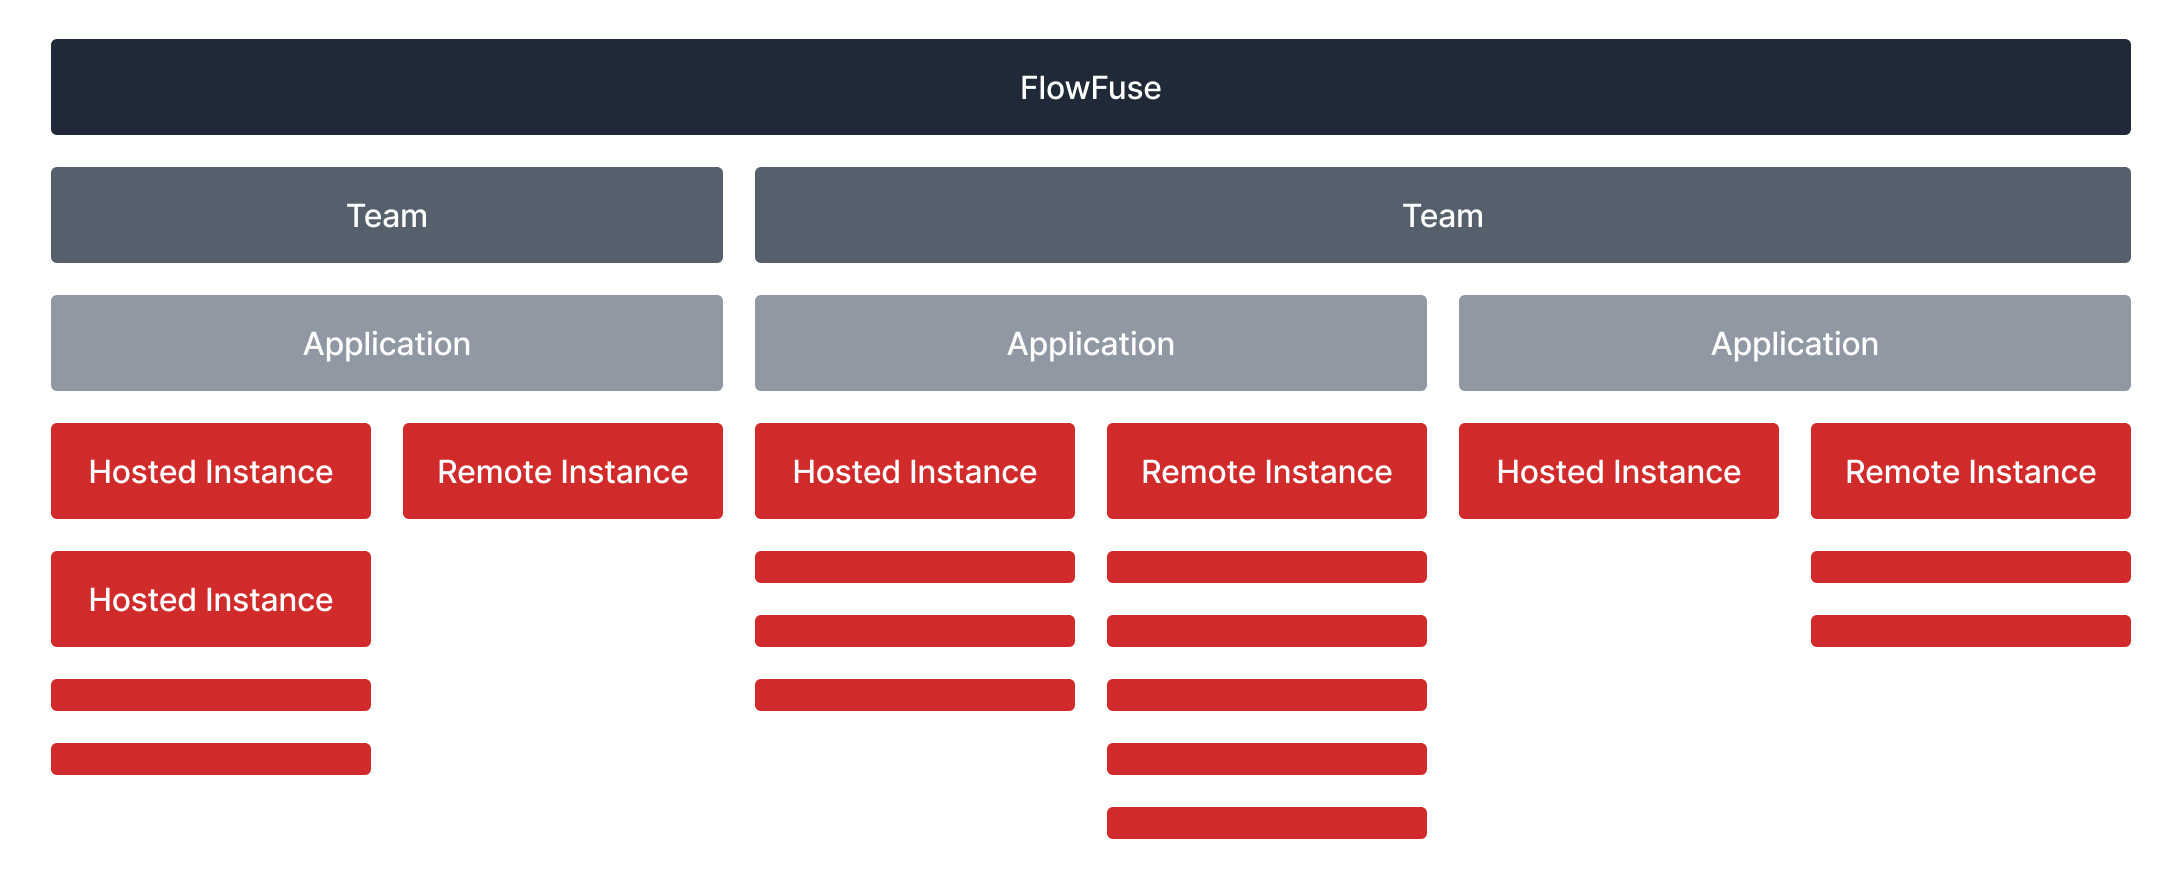 FlowFuse
Team
Team
Application
Application
Application
Hosted Instance
Remote Instance
Hosted Instance
Remote Instance
Hosted Instance
Remote Instance
Hosted Instance